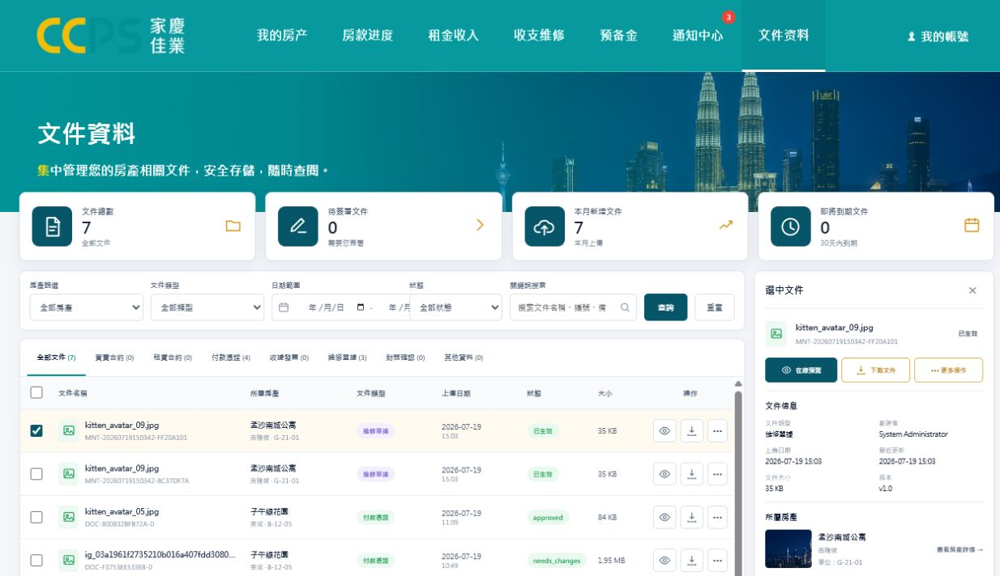 CCPS 家慶
佳業
我的房产 房款进度 租金收入 收支维修 预备金 通知中心 3 文件资料 我的帳號
文件資料
集中管理您的房產相關文件，安全存儲，隨時查閱。
文件總數
7
全部文件
待簽署文件
0
需要您簽署
本月新增文件
7
本月上傳
即將到期文件
0
30天內到期
房產篩選 文件類型 日期範圍 狀態 關鍵詞搜索
全部房產 全部類型 年 /月/日 - 年 /月 全部狀態 搜索文件名稱、編號、備 查詢 重置
全部文件 (7) 買賣合約 (0) 租賃合約 (0) 付款憑證 (4) 收據發票 (0) 維修單據 (3) 財務確認 (0) 其他資料 (0)
文件名稱 所屬房產 文件類型 上傳日期 狀態 大小 操作
kitten_avatar_09.jpg
MNT-20260719150342-FF20A101
孟沙南城公寓
吉隆坡 · G-21-01
維修單據
2026-07-19
15:03
已生效
35 KB
kitten_avatar_09.jpg
MNT-20260719150342-8C37DF7A
孟沙南城公寓
吉隆坡 · G-21-01
維修單據
2026-07-19
15:03
已生效
35 KB
kitten_avatar_05.jpg
DOC-800832BFB72A-0
子午線花園
賽城 · B-12-05
付款憑證
2026-07-19
11:09
approved
84 KB
ig_03a1961f2735210b016a407fdd3080...
DOC-F3753EE533E8-0
子午線花園
賽城 · B-12-05
付款憑證
2026-07-19
10:49
needs_changes
1.95 MB
選中文件
kitten_avatar_09.jpg
MNT-20260719150342-FF20A101
已生效
在線預覽 下載文件 更多操作
文件信息
文件類型 創建者
維修單據 System Administrator
上傳日期 最近更新
2026-07-19 15:03 2026-07-19 15:03
文件大小 版本
35 KB v1.0
所屬房產
孟沙南城公寓
吉隆坡
單位：G-21-01
查看房產詳情 →